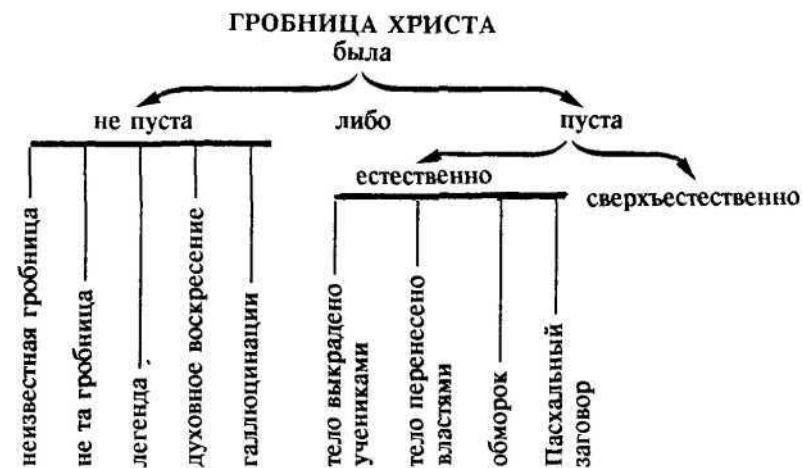 ГРОБНИЦА ХРИСТА
была
не пуста либо пуста
естественно сверхъестественно
неизвестная гробница
не та гробница
легенда
духовное воскресение
галлюцинации
тело выкрадено
учениками
тело перенесено
властями
обморок
Пасхальный
заговор